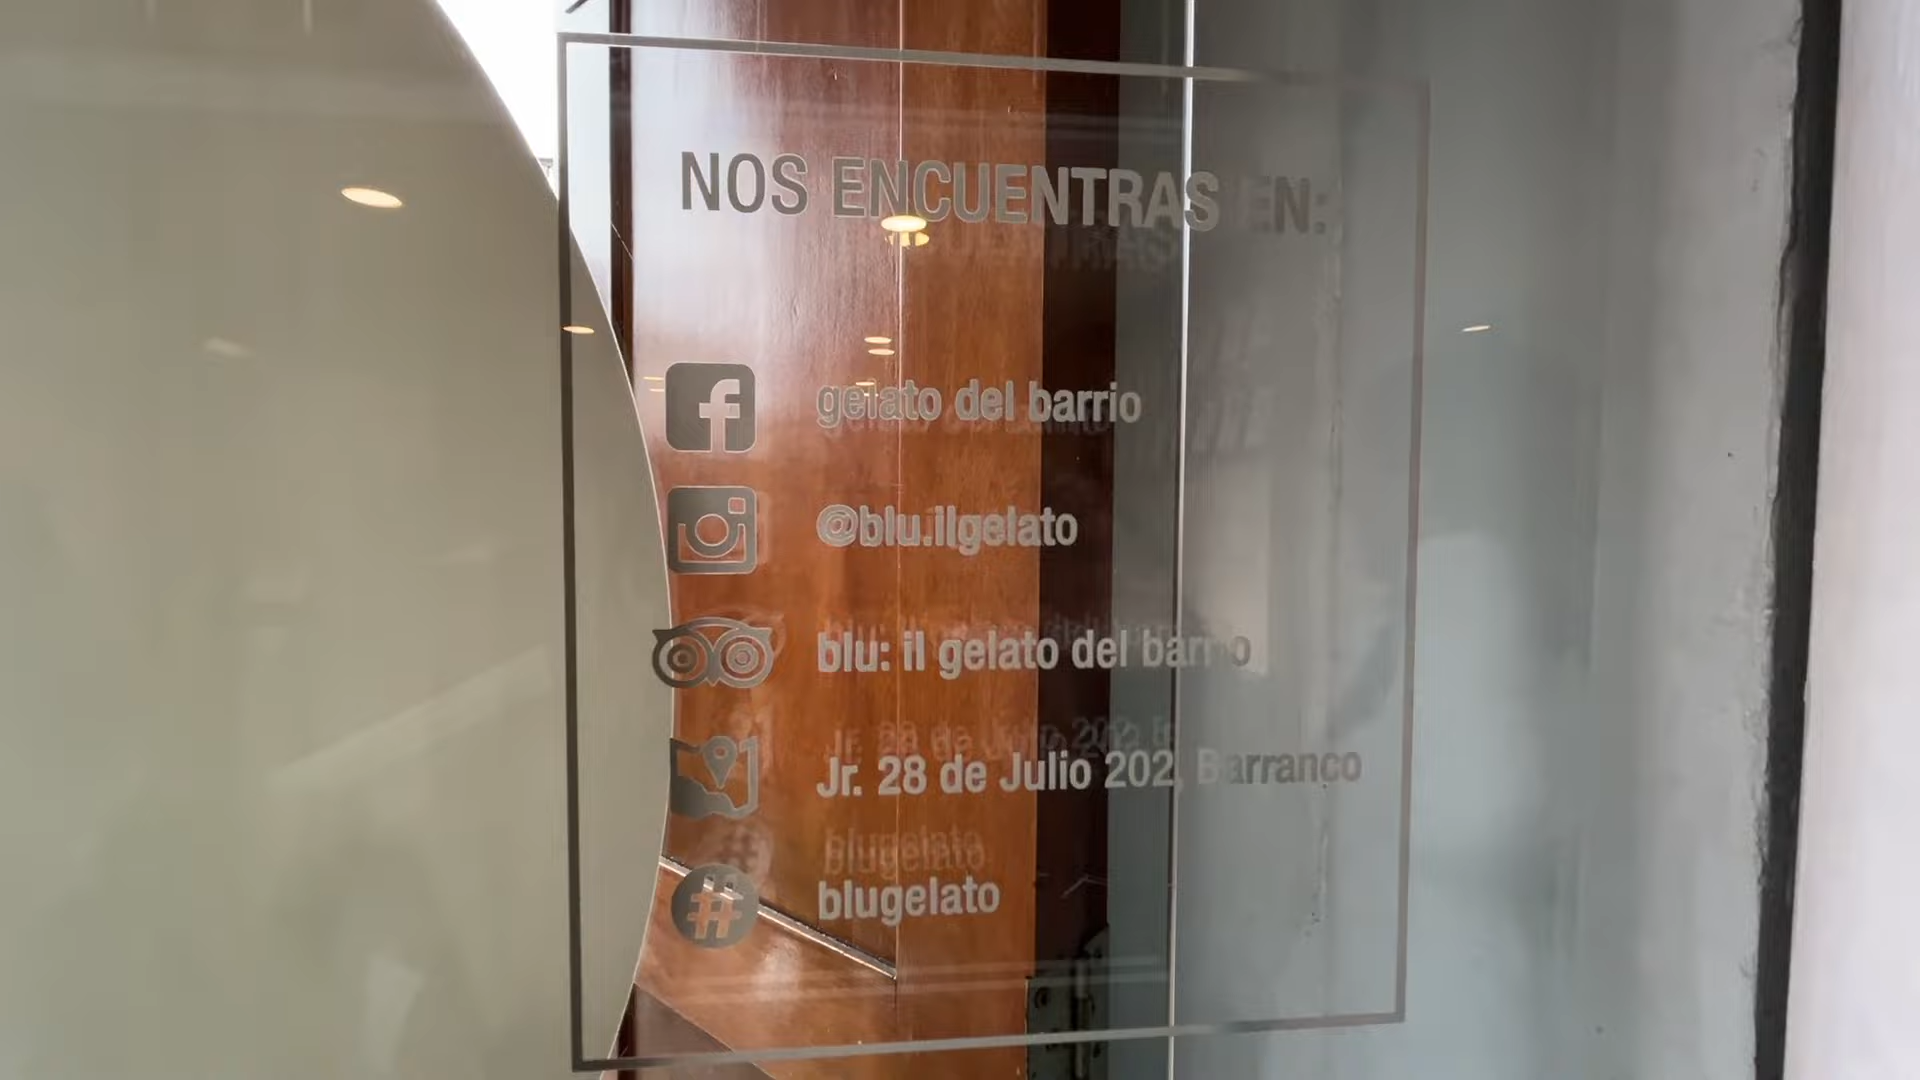 NOS ENCUENTRAS EN:
gelato del barrio
@blu.ilgelato
blu: il gelato del barrio
Jr. 28 de Julio 202, Barranco
# blugelato